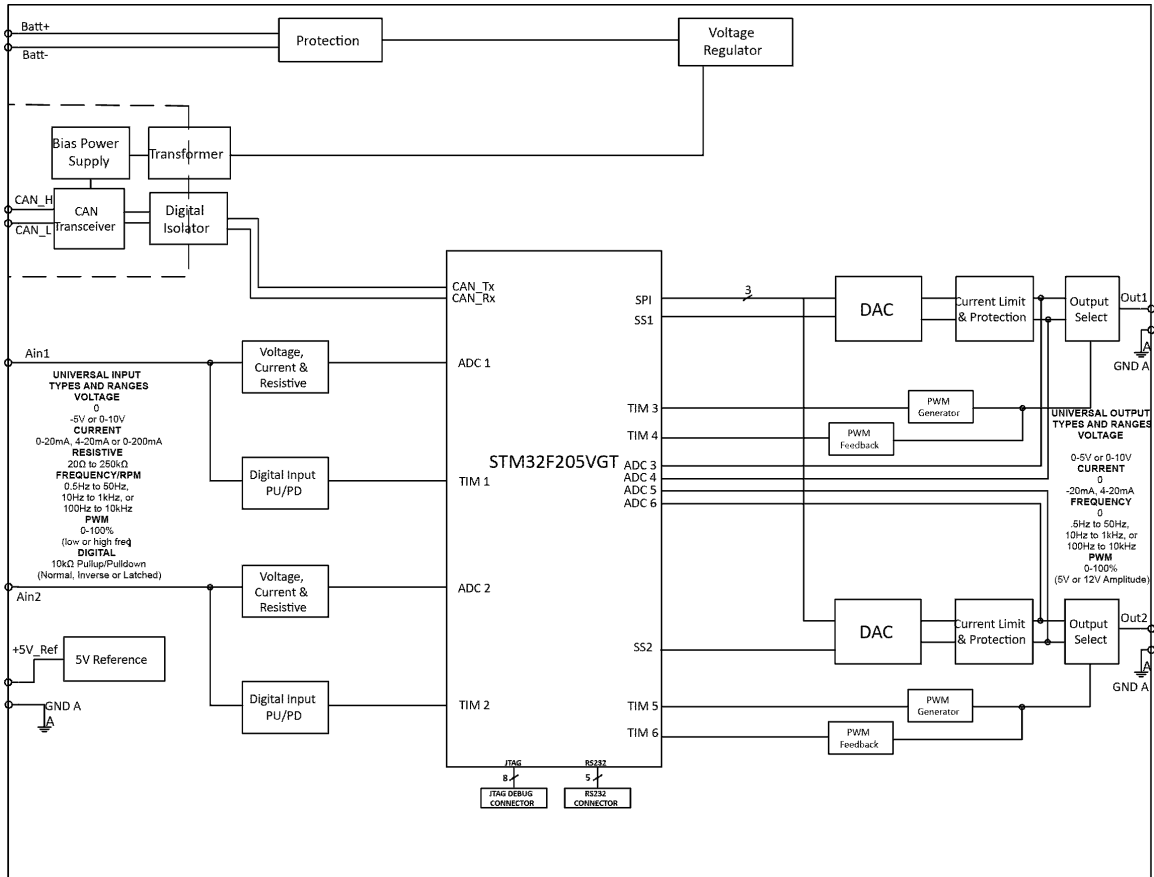 Batt+
Batt-
Protection
Voltage
Regulator
Bias Power
Supply
Transformer
CAN_H
CAN_L
CAN
Transceiver
Digital
Isolator
CAN_Tx
CAN_Rx
Ain1
Voltage,
Current &
Resistive
ADC 1
UNIVERSAL INPUT
TYPES AND RANGES
VOLTAGE
0
-5V or 0-10V
CURRENT
0-20mA, 4-20mA or 0-200mA
RESISTIVE
20Ω to 250kΩ
FREQUENCY/RPM
0.5Hz to 50Hz,
10Hz to 1kHz, or
100Hz to 10kHz
PWM
0-100%
(low or high freq
DIGITAL
10kΩ Pullup/Pulldown
(Normal, Inverse or Latched)
Digital Input
PU/PD
TIM 1
Ain2
Voltage,
Current &
Resistive
ADC 2
+5V_Ref
5V Reference
GND A
A
Digital Input
PU/PD
TIM 2
STM32F205VGT
SPI
3
SS1
DAC
Current Limit
& Protection
Output
Select
Out1
A
GND A
TIM 3
PWM
Generator
TIM 4
PWM
Feedback
ADC 3
ADC 4
ADC 5
ADC 6
UNIVERSAL OUTPUT
TYPES AND RANGES
VOLTAGE
0-5V or 0-10V
CURRENT
0
-20mA, 4-20mA
FREQUENCY
0
.5Hz to 50Hz,
10Hz to 1kHz, or
100Hz to 10kHz
PWM
0-100%
(5V or 12V Amplitude)
SS2
DAC
Current Limit
& Protection
Output
Select
Out2
A
GND A
TIM 5
PWM
Generator
TIM 6
PWM
Feedback
JTAG
8
JTAG DEBUG
CONNECTOR
RS232
5
RS232
CONNECTOR